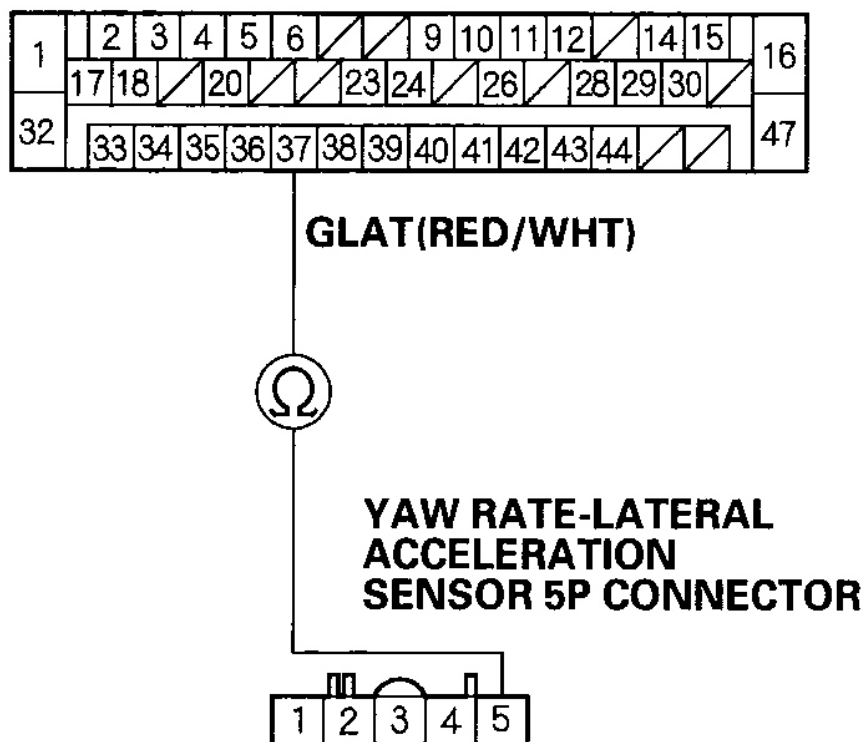 1 2 3 4 5 6 9 10 11 12 14 15 16
17 18 20 23 24 26 28 29 30
32 33 34 35 36 37 38 39 40 41 42 43 44 47
GLAT(RED/WHT)
Ω
YAW RATE-LATERAL
ACCELERATION
SENSOR 5P CONNECTOR
1 2 3 4 5